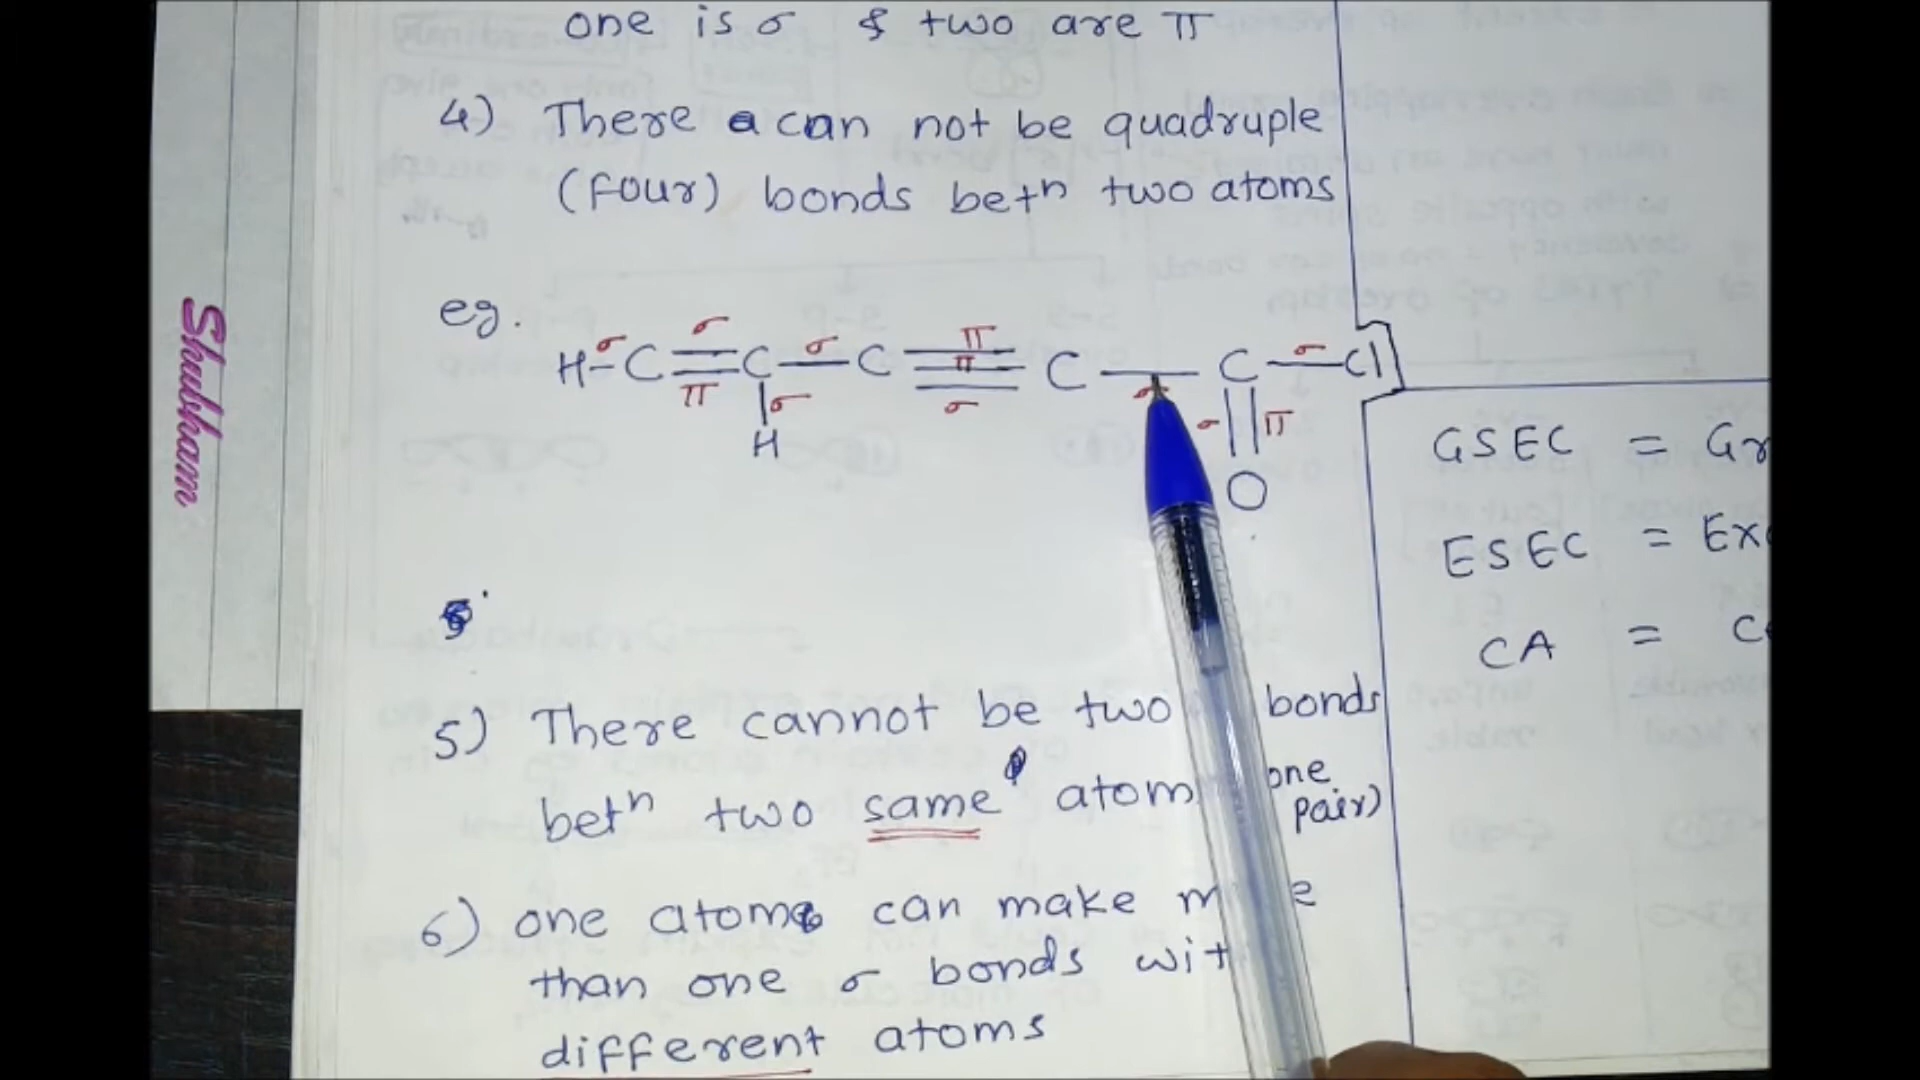 one is σ & two are π
4) There a can not be quadruple
(four) bonds betn two atoms
eg.
H-C=C-C≡C-C-Cl
σ σ σ π π σ
π σ σ σ σ π
H
O
5) There cannot be two bonds
betn two same atom one
pair)
6) one atom can make
than one σ bonds wit
different atoms
GSEC = Gr
ESEC = Ex
CA = C
Shubham